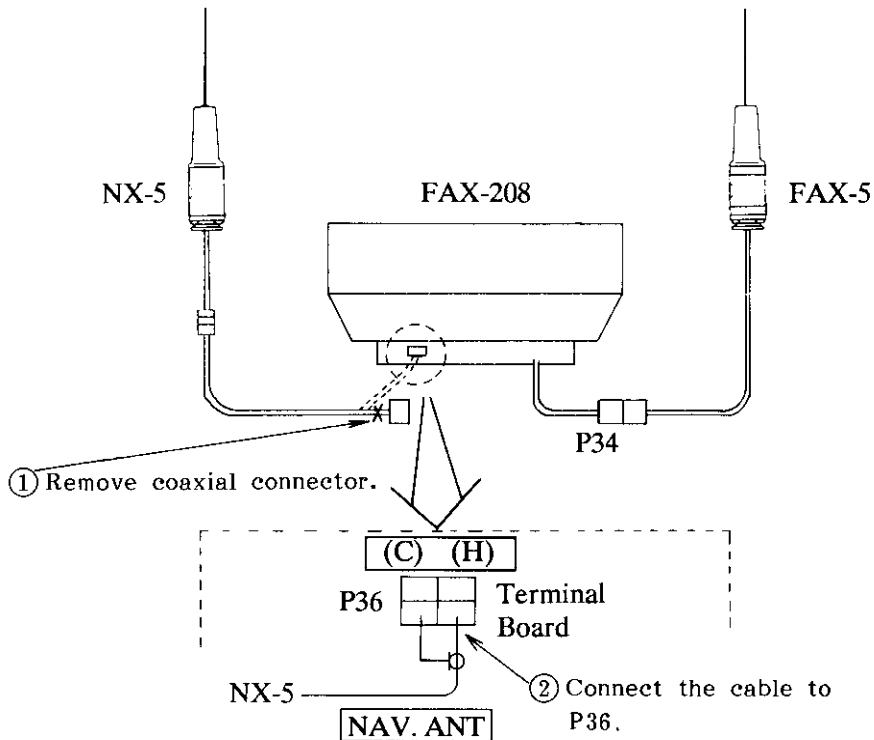 NX-5
FAX-208
FAX-5
P34
① Remove coaxial connector.
(C) (H)
P36
Terminal
Board
NX-5
② Connect the cable to
P36.
NAV. ANT